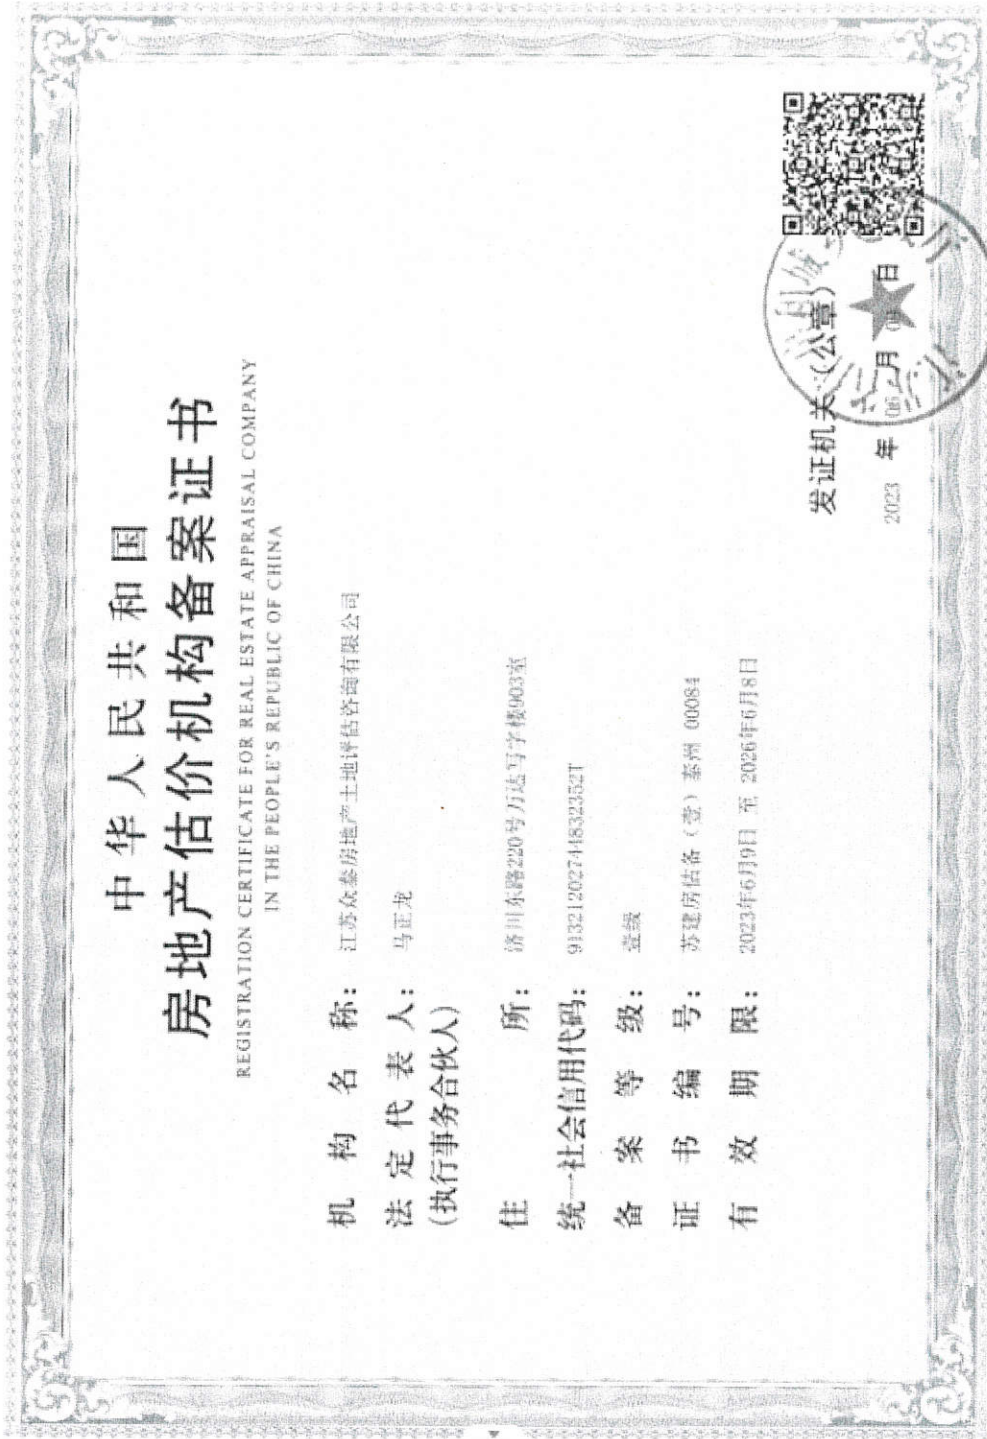 中华人民共和国
房地产估价机构备案证书
REGISTRATION CERTIFICATE FOR REAL ESTATE APPRAISAL COMPANY
IN THE PEOPLE'S REPUBLIC OF CHINA
机构名称：江苏众泰房地产土地评估咨询有限公司
法定代表人：马正龙
(执行事务合伙人)
住所：济川东路220号万达写字楼903室
统一社会信用代码：91321202744832352T
备案等级：壹级
证书编号：苏建房估备（壹）泰州 00084
有效期限：2023年6月9日 至 2026年6月8日
发证机关（公章）
2023 年 06 月 日